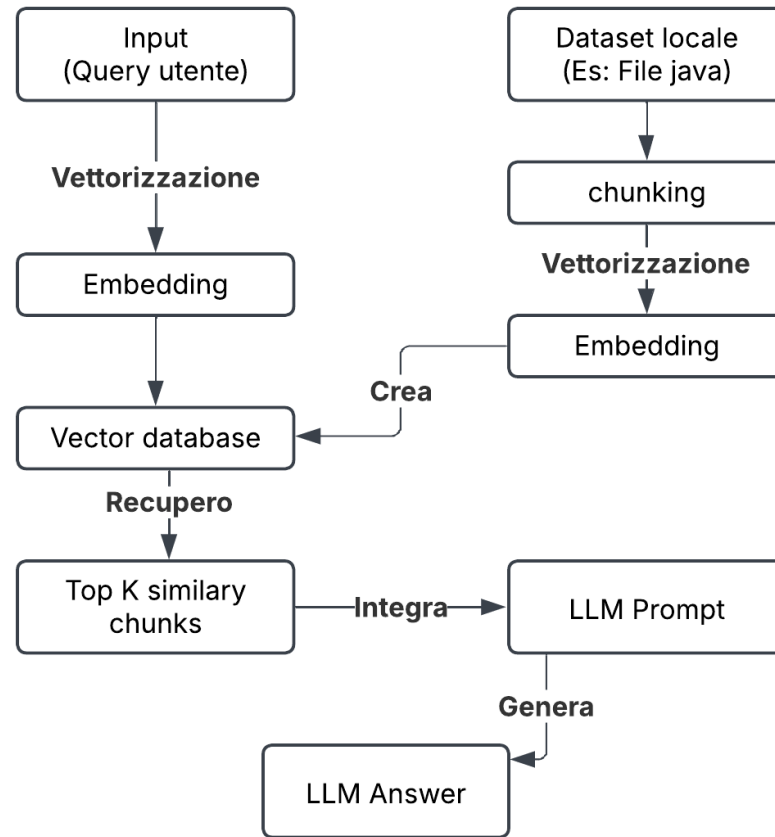 Input
(Query utente)
Dataset locale
(Es: File java)
Vettorizzazione
chunking
Vettorizzazione
Embedding
Embedding
Crea
Vector database
Recupero
Top K similary
chunks
Integra
LLM Prompt
Genera
LLM Answer